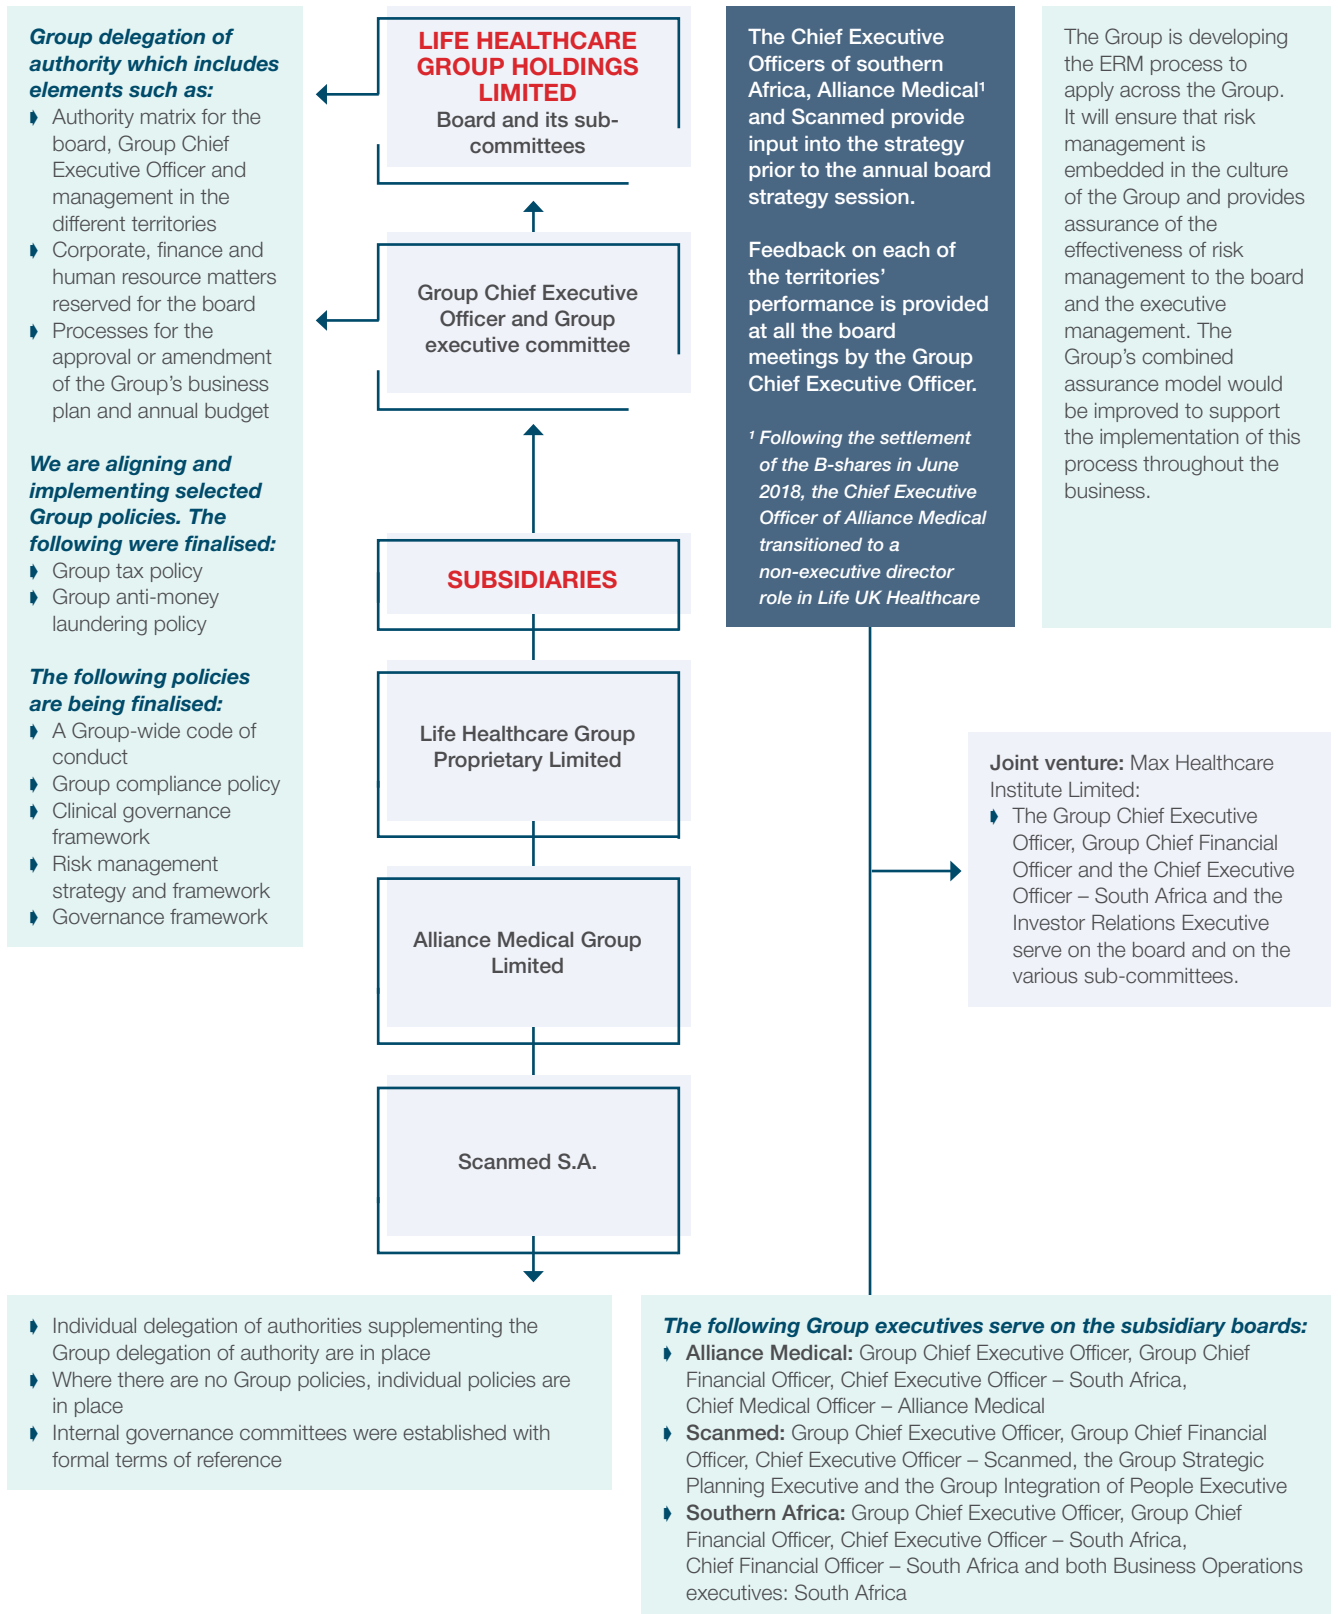 Group delegation of
authority which includes
elements such as:
Authority matrix for the
board, Group Chief
Executive Officer and
management in the
different territories
Corporate, finance and
human resource matters
reserved for the board
Processes for the
approval or amendment
of the Group's business
plan and annual budget
We are aligning and
implementing selected
Group policies. The
following were finalised:
Group tax policy
Group anti-money
laundering policy
The following policies
are being finalised:
A Group-wide code of
conduct
Group compliance policy
Clinical governance
framework
Risk management
strategy and framework
Governance framework
LIFE HEALTHCARE
GROUP HOLDINGS
LIMITED
Board and its sub-
committees
Group Chief Executive
Officer and Group
executive committee
SUBSIDIARIES
Life Healthcare Group
Proprietary Limited
Alliance Medical Group
Limited
Scanmed S.A.
The Chief Executive
Officers of southern
Africa, Alliance Medical¹
and Scanmed provide
input into the strategy
prior to the annual board
strategy session.
Feedback on each of
the territories'
performance is provided
at all the board
meetings by the Group
Chief Executive Officer.
¹ Following the settlement
of the B-shares in June
2018, the Chief Executive
Officer of Alliance Medical
transitioned to a
non-executive director
role in Life UK Healthcare
The Group is developing
the ERM process to
apply across the Group.
It will ensure that risk
management is
embedded in the culture
of the Group and provides
assurance of the
effectiveness of risk
management to the board
and the executive
management. The
Group's combined
assurance model would
be improved to support
the implementation of this
process throughout the
business.
Joint venture: Max Healthcare
Institute Limited:
The Group Chief Executive
Officer, Group Chief Financial
Officer and the Chief Executive
Officer – South Africa and the
Investor Relations Executive
serve on the board and on the
various sub-committees.
Individual delegation of authorities supplementing the
Group delegation of authority are in place
Where there are no Group policies, individual policies are
in place
Internal governance committees were established with
formal terms of reference
The following Group executives serve on the subsidiary boards:
Alliance Medical: Group Chief Executive Officer, Group Chief
Financial Officer, Chief Executive Officer – South Africa,
Chief Medical Officer – Alliance Medical
Scanmed: Group Chief Executive Officer, Group Chief Financial
Officer, Chief Executive Officer – Scanmed, the Group Strategic
Planning Executive and the Group Integration of People Executive
Southern Africa: Group Chief Executive Officer, Group Chief
Financial Officer, Chief Executive Officer – South Africa,
Chief Financial Officer – South Africa and both Business Operations
executives: South Africa